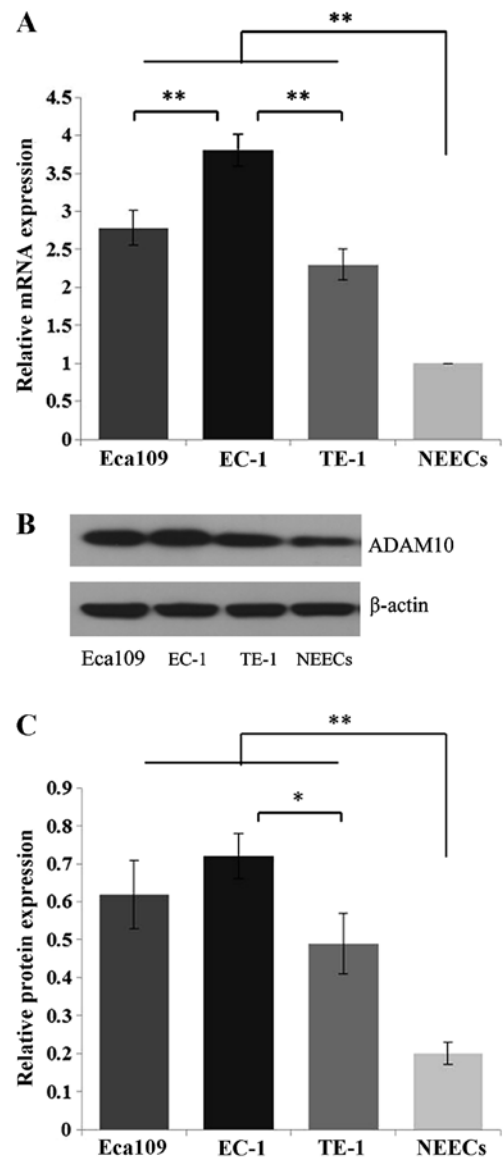 A
**
** **
Relative mRNA expression
4.5
4
3.5
3
2.5
2
1.5
1
0.5
0
Eca109 EC-1 TE-1 NEECs
B
ADAM10
β-actin
Eca109 EC-1 TE-1 NEECs
C
**
*
Relative protein expression
0.9
0.8
0.7
0.6
0.5
0.4
0.3
0.2
0.1
0
Eca109 EC-1 TE-1 NEECs